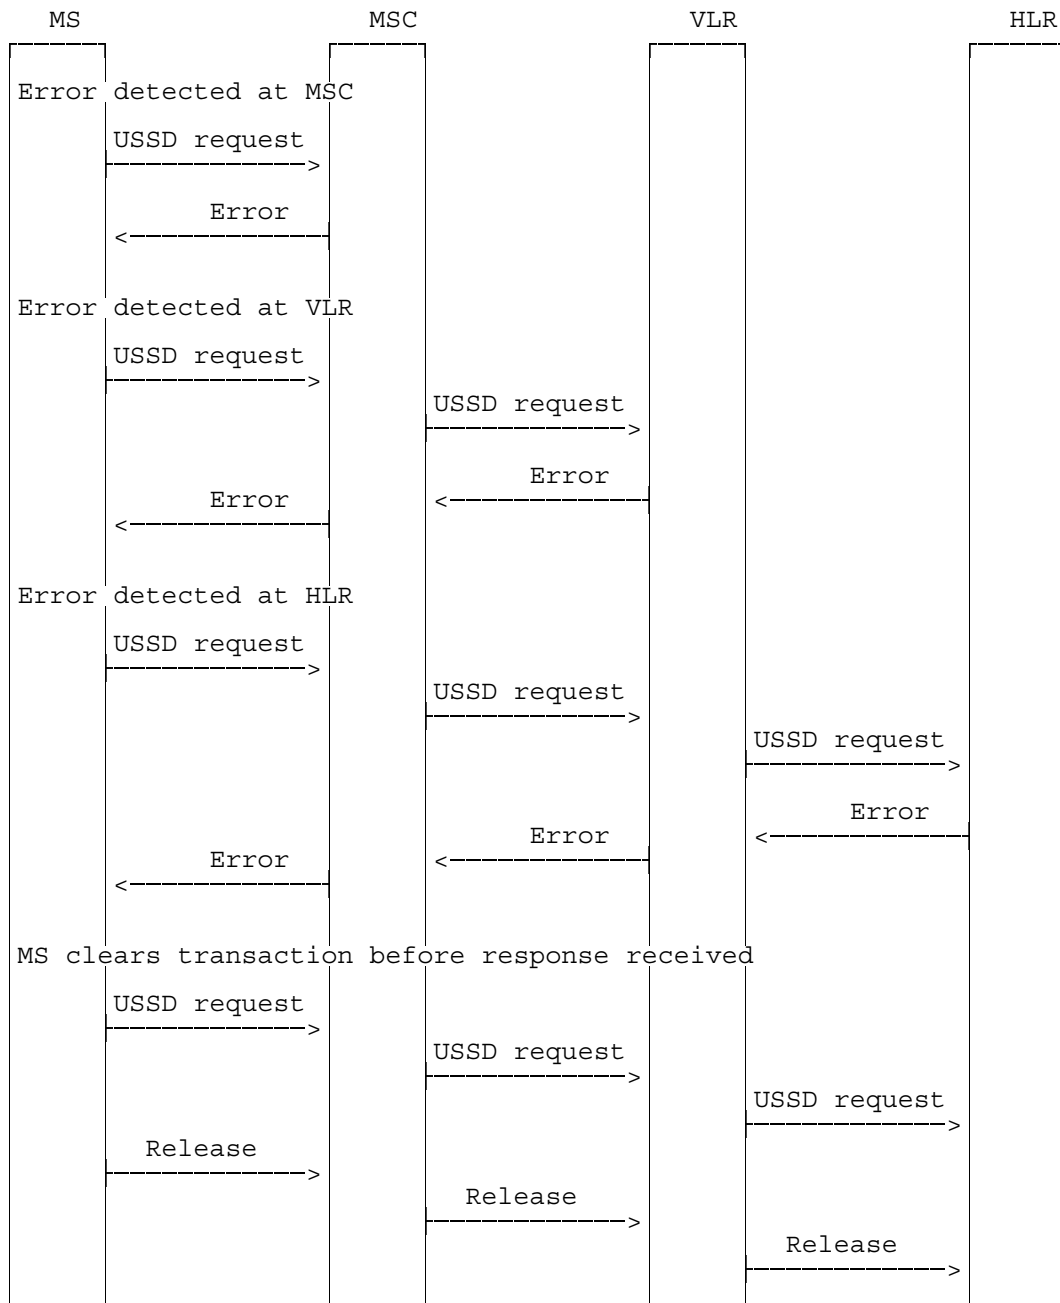 MS MSC VLR HLR
Error detected at MSC
USSD request
Error
Error detected at VLR
USSD request
USSD request
Error
Error
Error detected at HLR
USSD request
USSD request
USSD request
Error
Error
Error
MS clears transaction before response received
USSD request
USSD request
USSD request
Release
Release
Release